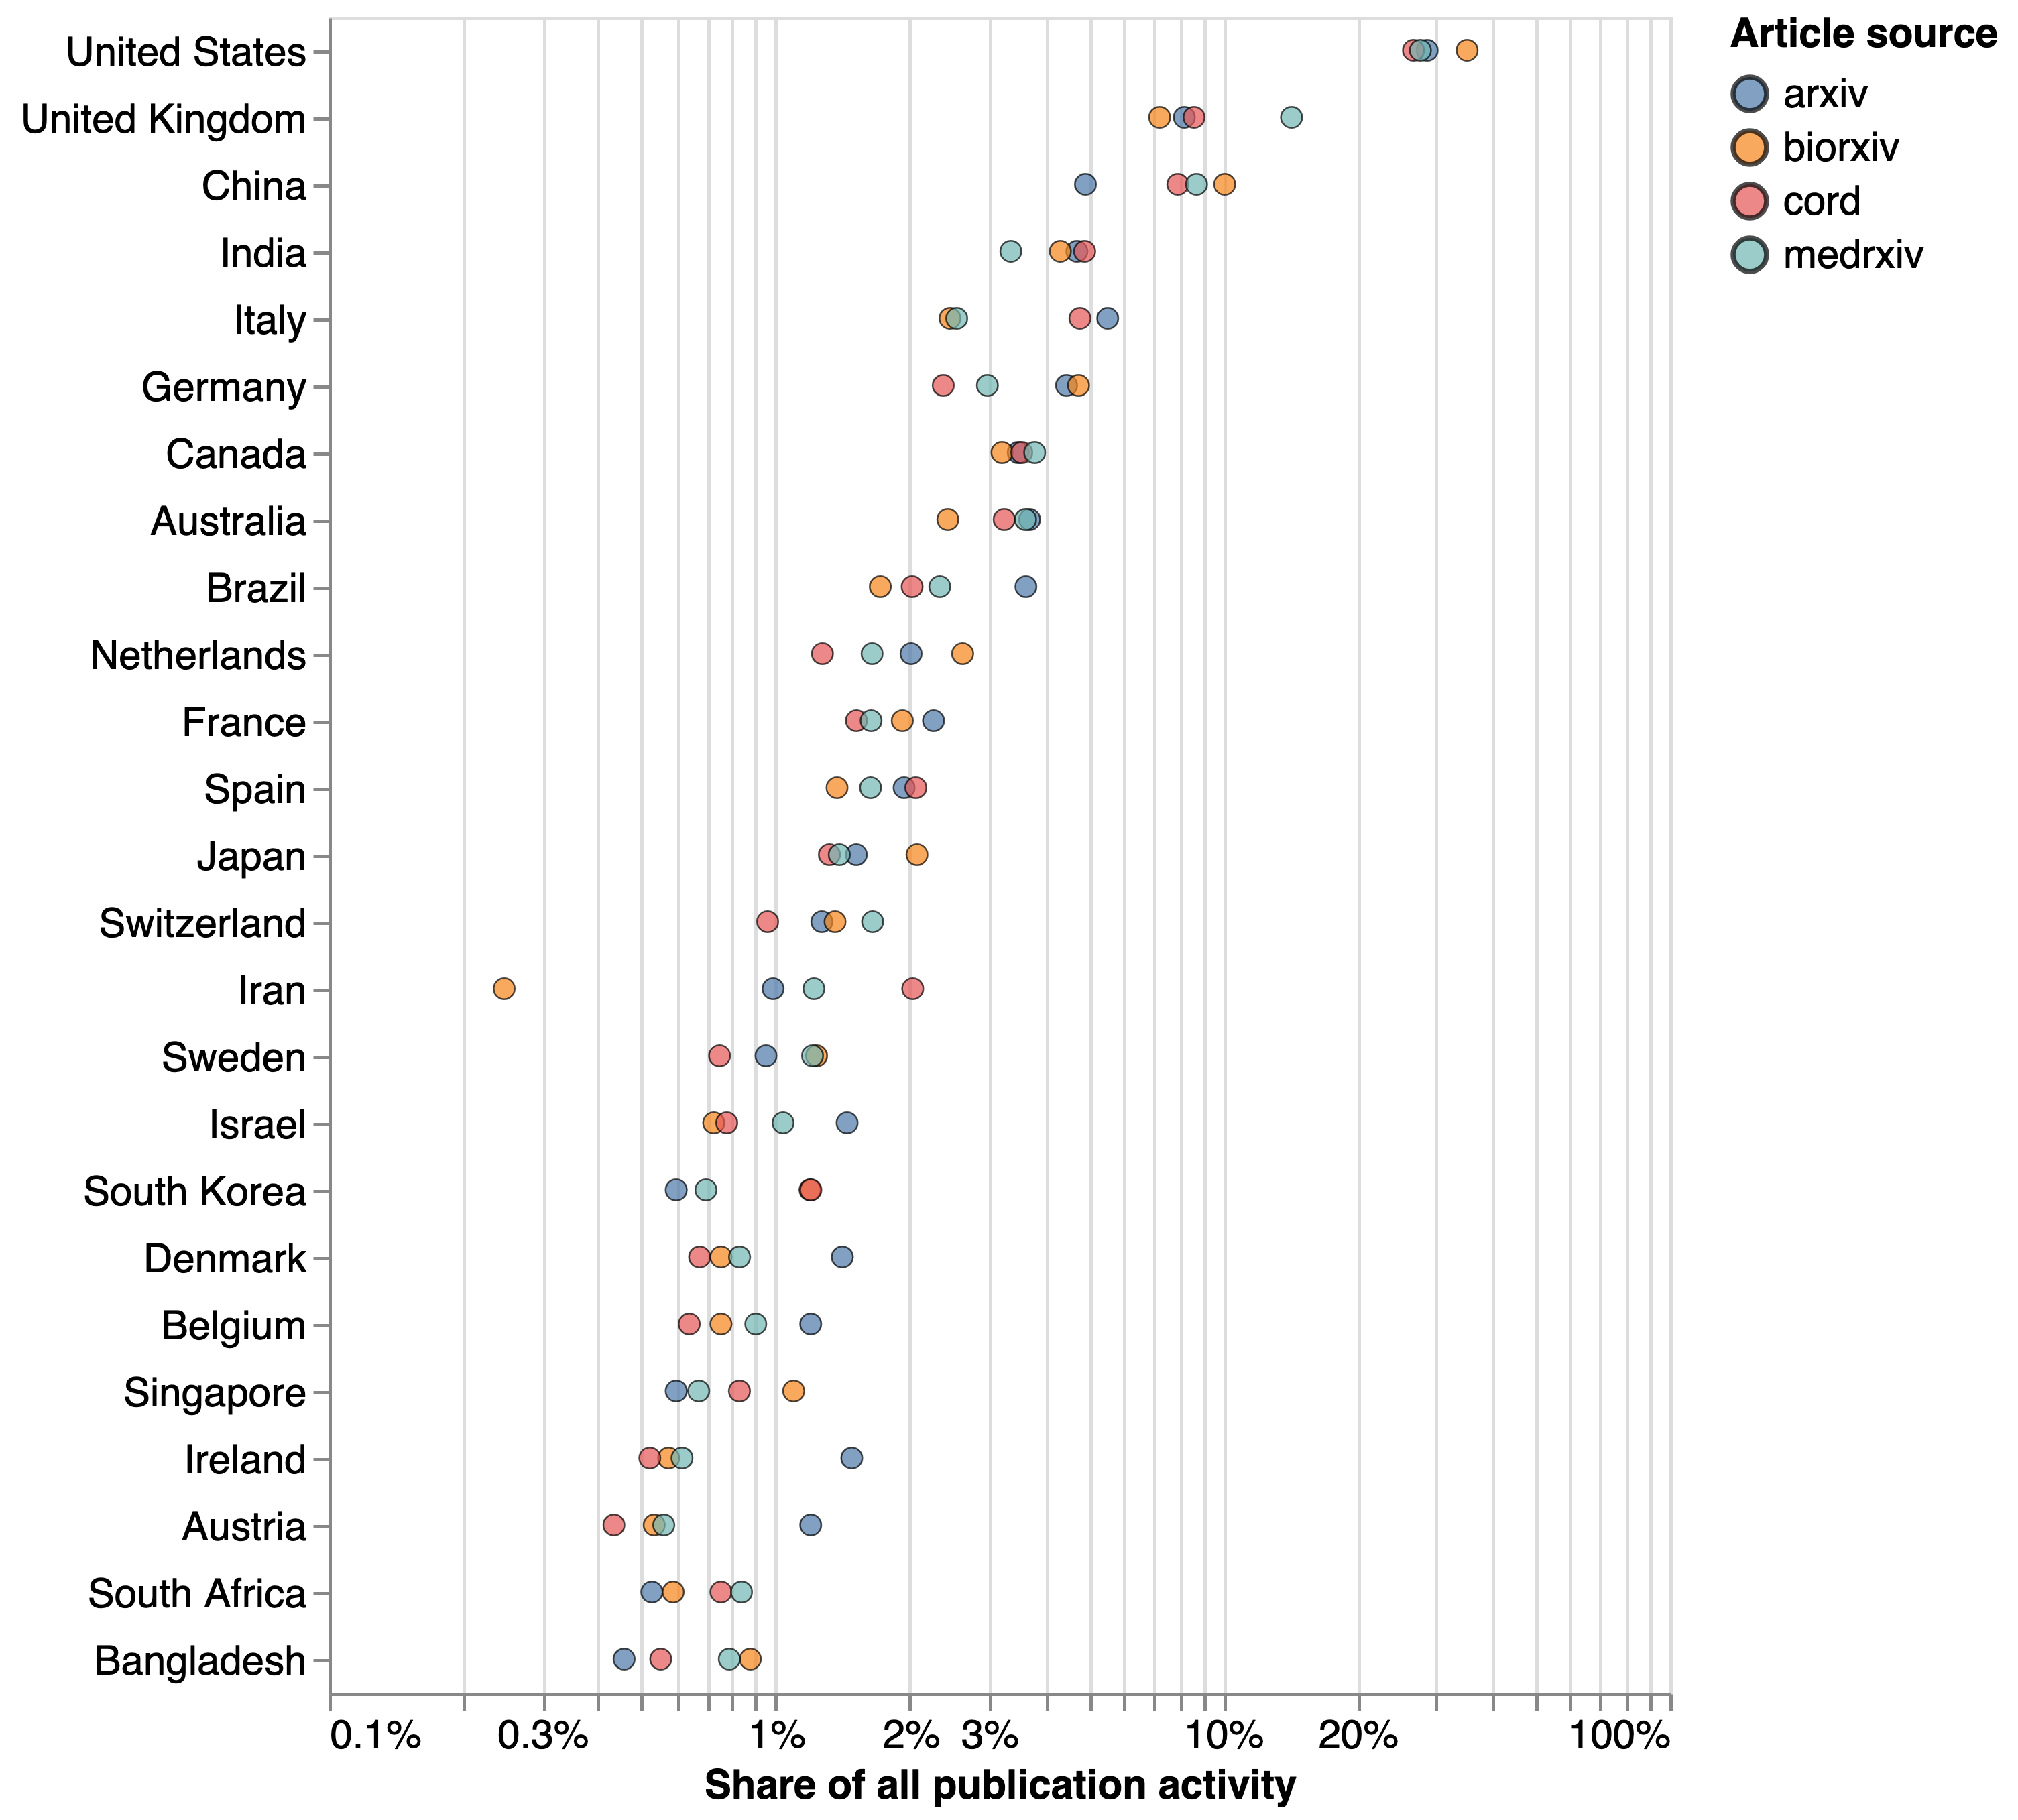 United States
United Kingdom
China
India
Italy
Germany
Canada
Australia
Brazil
Netherlands
France
Spain
Japan
Switzerland
Iran
Sweden
Israel
South Korea
Denmark
Belgium
Singapore
Ireland
Austria
South Africa
Bangladesh
0.1% 0.3% 1% 2% 3% 10% 20% 100%
Share of all publication activity
Article source
arxiv
biorxiv
cord
medrxiv